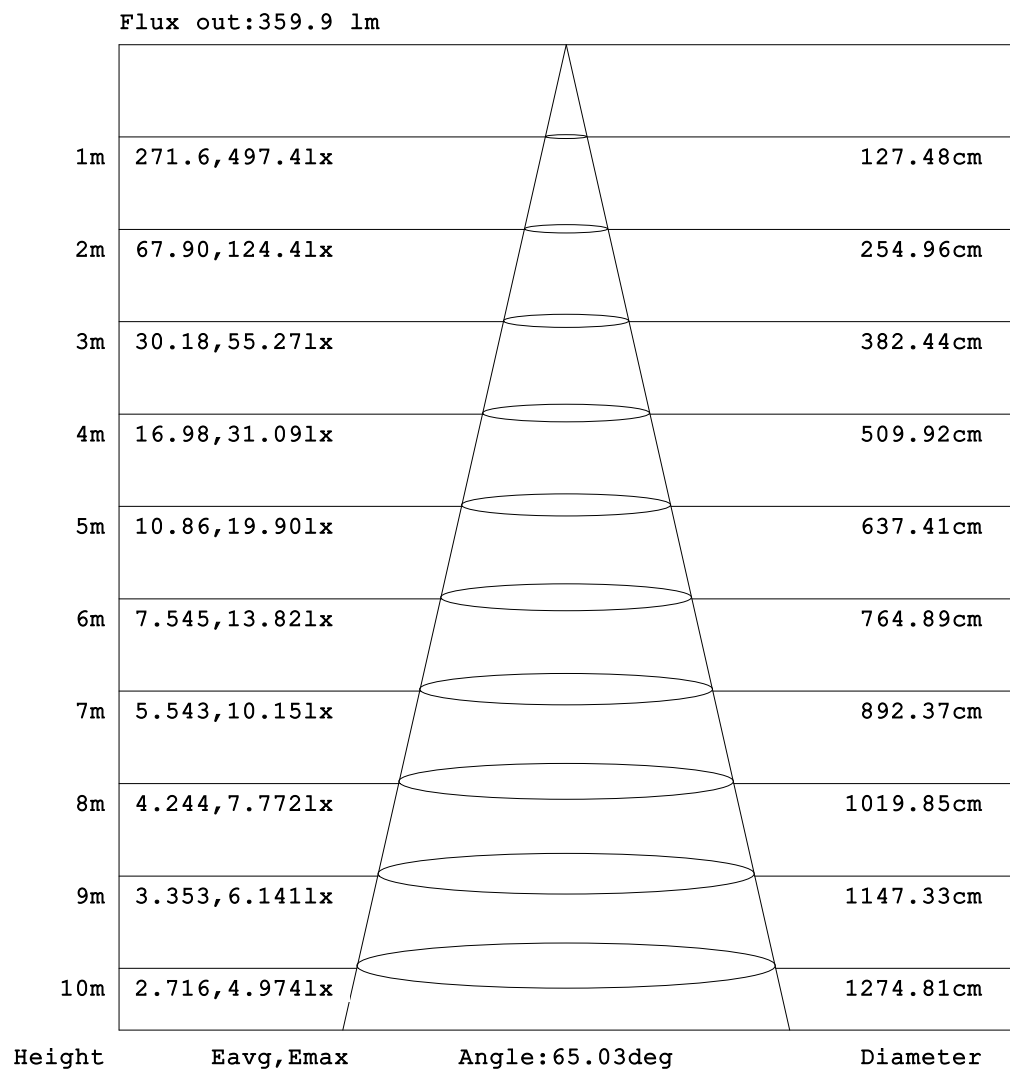 Flux out:359.9 lm
1m 271.6,497.4lx 127.48cm
2m 67.90,124.4lx 254.96cm
3m 30.18,55.27lx 382.44cm
4m 16.98,31.09lx 509.92cm
5m 10.86,19.90lx 637.41cm
6m 7.545,13.82lx 764.89cm
7m 5.543,10.15lx 892.37cm
8m 4.244,7.772lx 1019.85cm
9m 3.353,6.141lx 1147.33cm
10m 2.716,4.974lx 1274.81cm
Height Eavg,Emax Angle:65.03deg Diameter